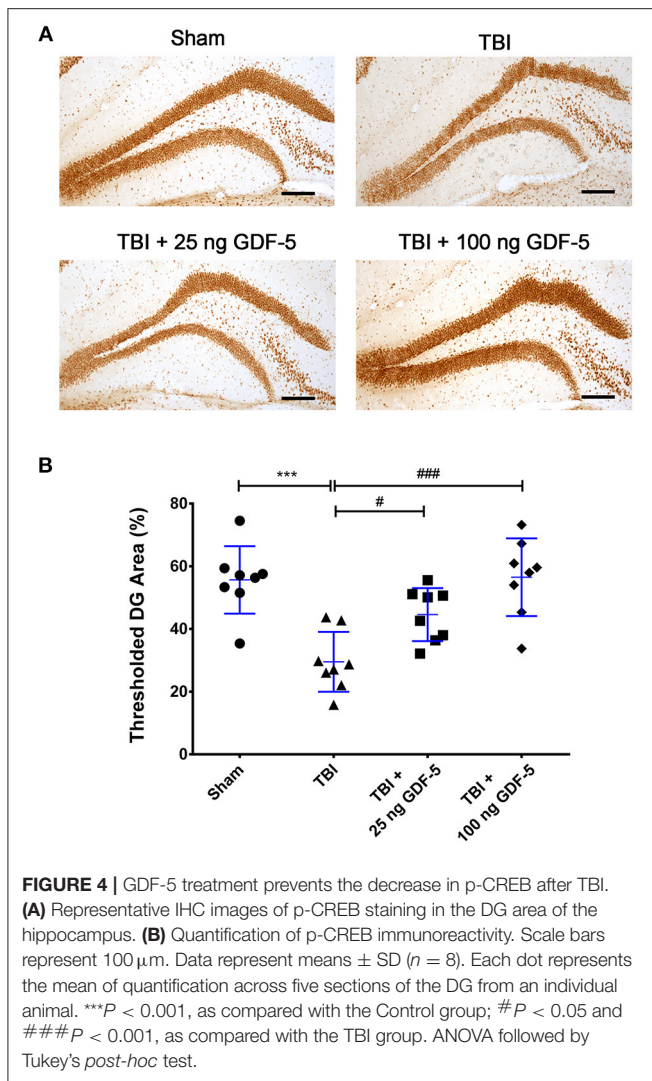 A
Sham
TBI
TBI + 25 ng GDF-5
TBI + 100 ng GDF-5
B
***
###
#
Thresholded DG Area (%)
80
60
40
20
0
Sham
TBI
TBI +
25 ng GDF-5
TBI +
100 ng GDF-5
FIGURE 4 | GDF-5 treatment prevents the decrease in p-CREB after TBI.
(A) Representative IHC images of p-CREB staining in the DG area of the
hippocampus. (B) Quantification of p-CREB immunoreactivity. Scale bars
represent 100 μm. Data represent means ± SD (n = 8). Each dot represents
the mean of quantification across five sections of the DG from an individual
animal. ***P < 0.001, as compared with the Control group; #P < 0.05 and
###P < 0.001, as compared with the TBI group. ANOVA followed by
Tukey's post-hoc test.